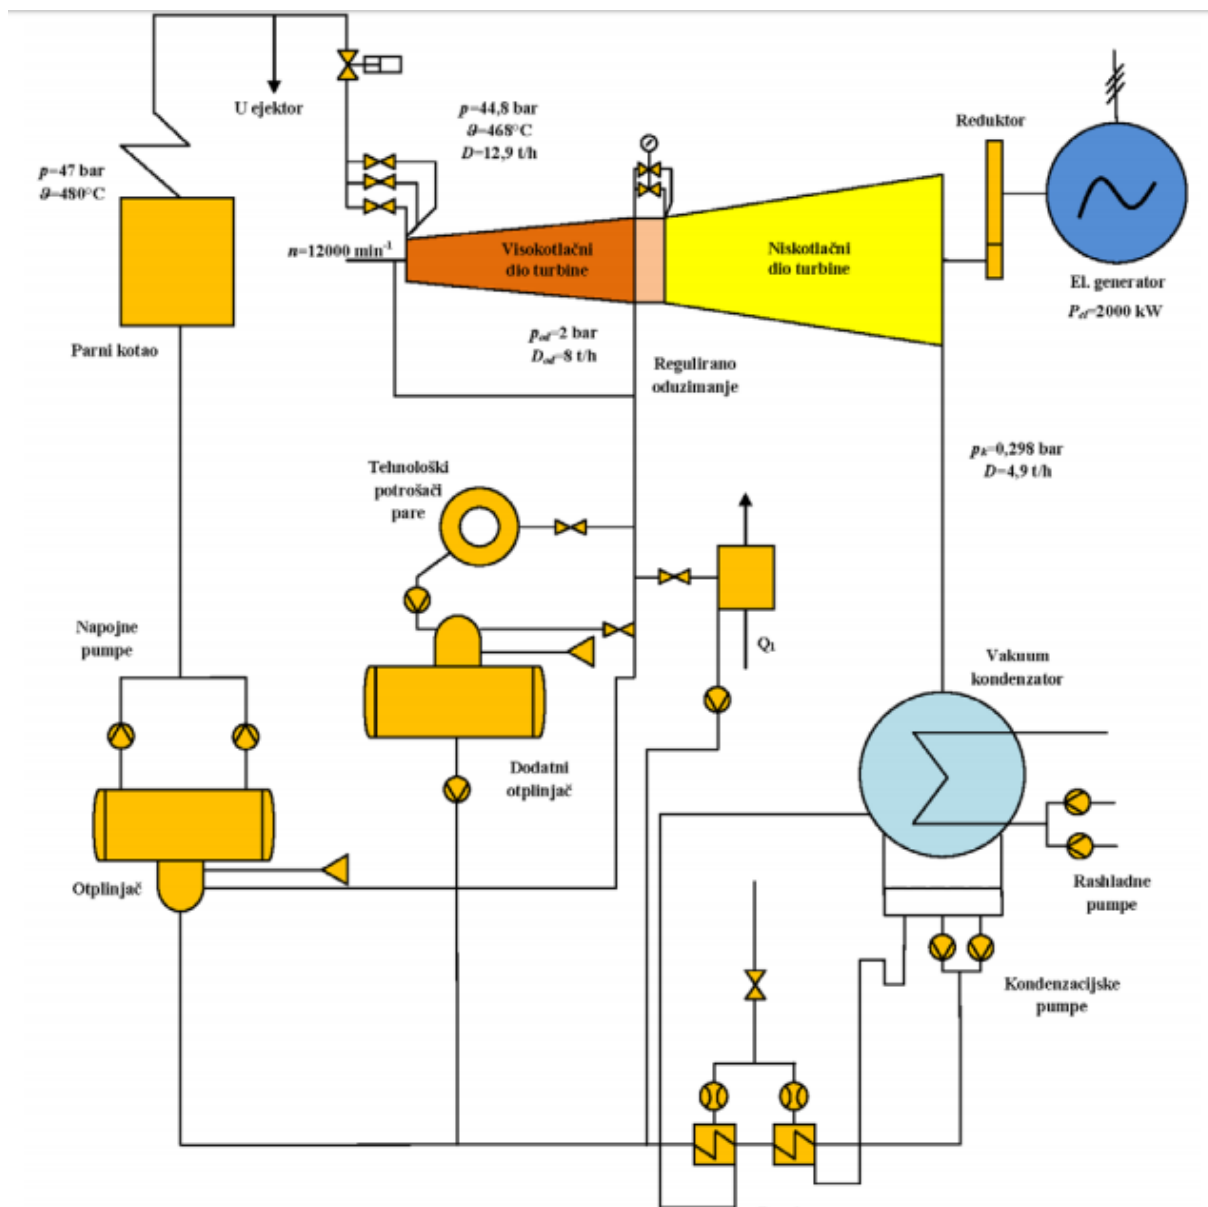 U ejektor
p=44,8 bar
ϑ=468°C
D=12,9 t/h
Reduktor
p=47 bar
ϑ=480°C
n=12000 min⁻¹
Visokotlačni
dio turbine
Niskotlačni
dio turbine
El. generator
Pel=2000 kW
Parni kotao
pod=2 bar
Dod=8 t/h
Regulirano
oduzimanje
pk=0,298 bar
D=4,9 t/h
Tehnološki
potrošači
pare
Napojne
pumpe
Q₁
Vakuum
kondenzator
Dodatni
otplinjač
Otplinjač
Rashladne
pumpe
Kondenzacijske
pumpe